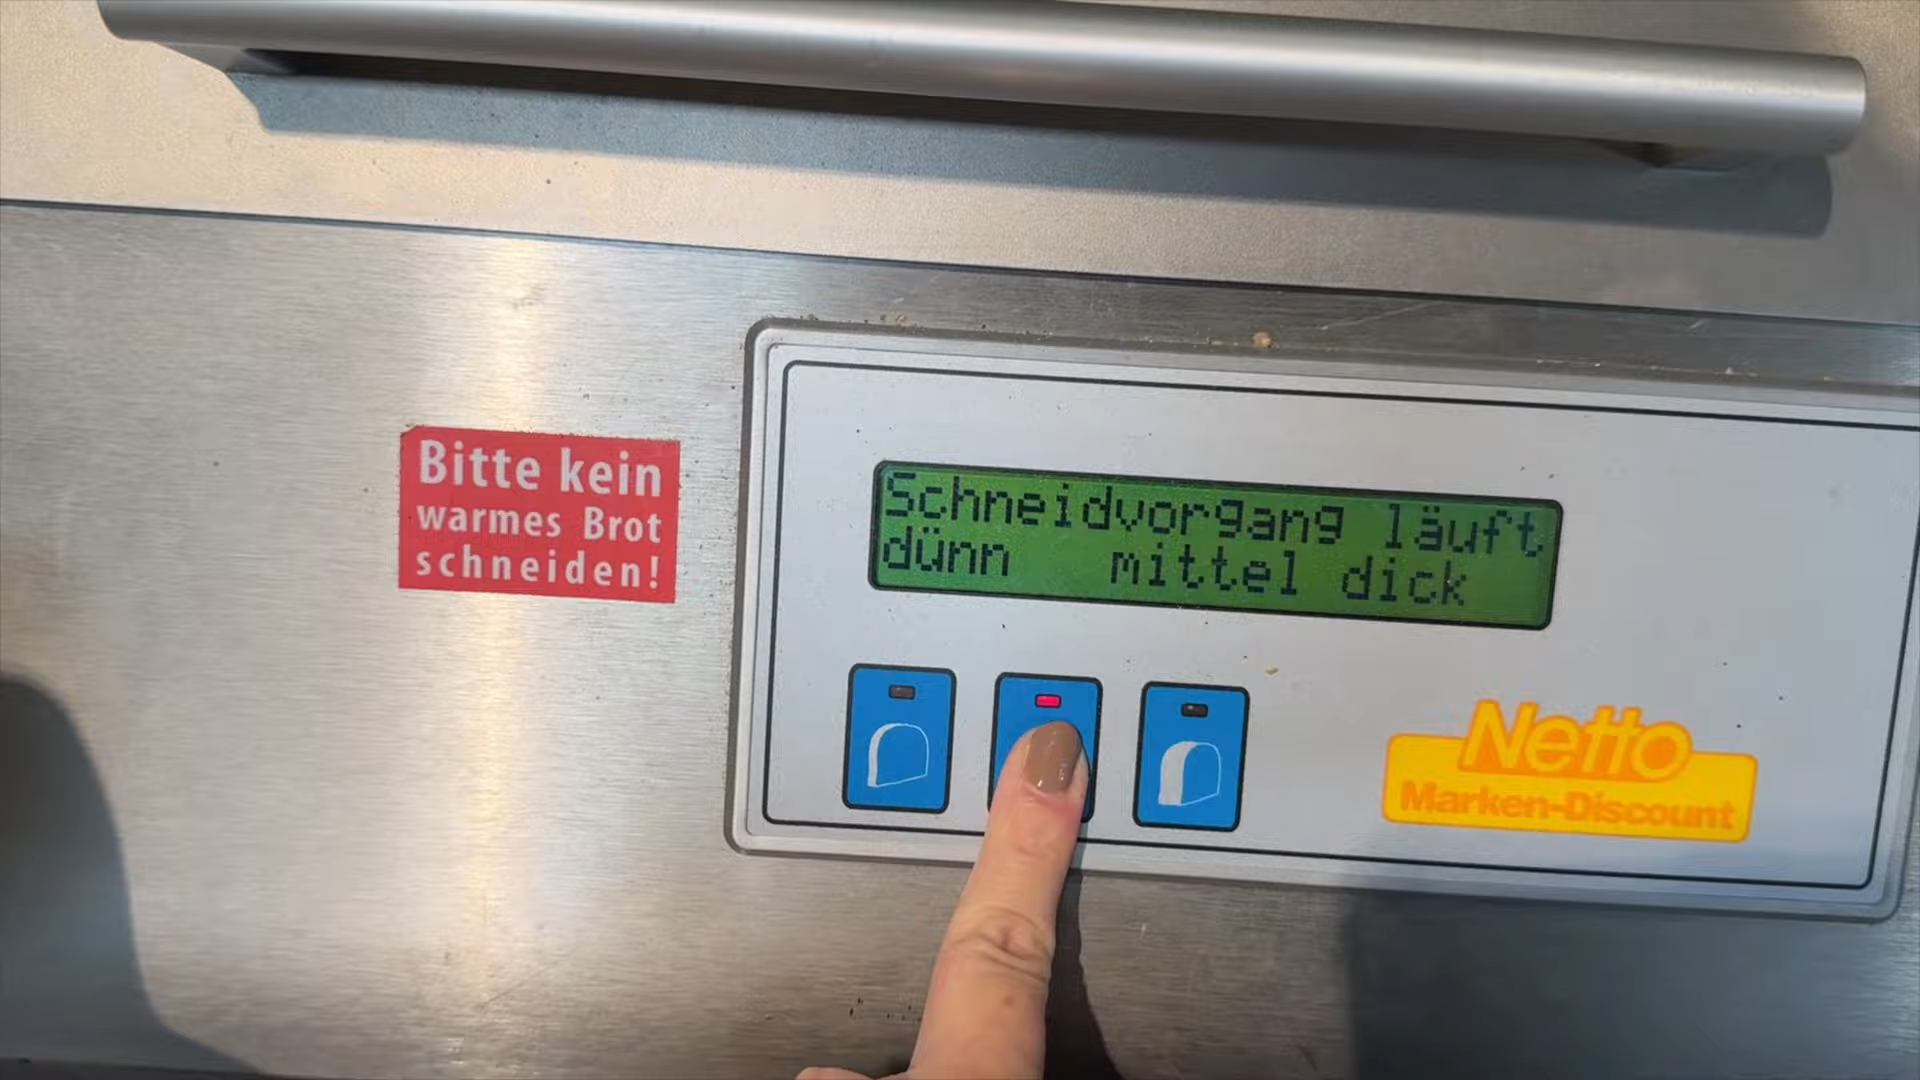 Bitte kein
warmes Brot
schneiden!
Schneidvorgang läuft
dünn mittel dick
Netto
Marken-Discount